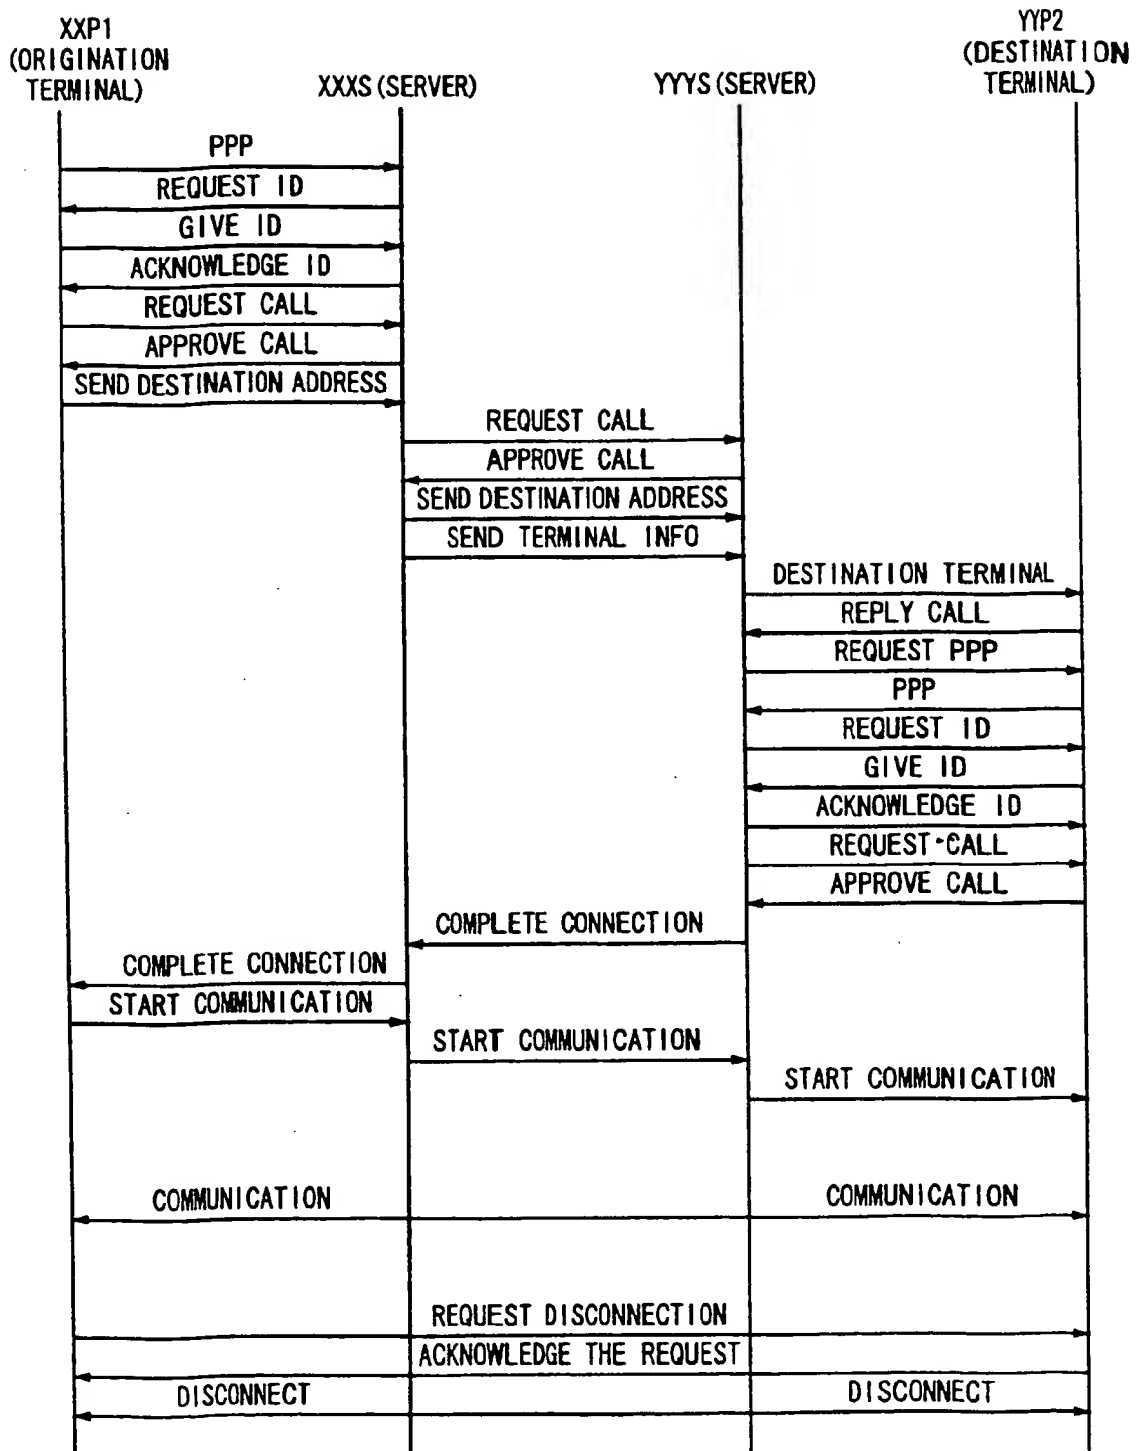 XXP1
(ORIGINATION
TERMINAL)
XXXS (SERVER)
YYYS (SERVER)
YYP2
(DESTINATION
TERMINAL)
PPP
REQUEST ID
GIVE ID
ACKNOWLEDGE ID
REQUEST CALL
APPROVE CALL
SEND DESTINATION ADDRESS
REQUEST CALL
APPROVE CALL
SEND DESTINATION ADDRESS
SEND TERMINAL INFO
DESTINATION TERMINAL
REPLY CALL
REQUEST PPP
PPP
REQUEST ID
GIVE ID
ACKNOWLEDGE ID
REQUEST CALL
APPROVE CALL
COMPLETE CONNECTION
COMPLETE CONNECTION
START COMMUNICATION
START COMMUNICATION
START COMMUNICATION
COMMUNICATION
COMMUNICATION
REQUEST DISCONNECTION
ACKNOWLEDGE THE REQUEST
DISCONNECT
DISCONNECT